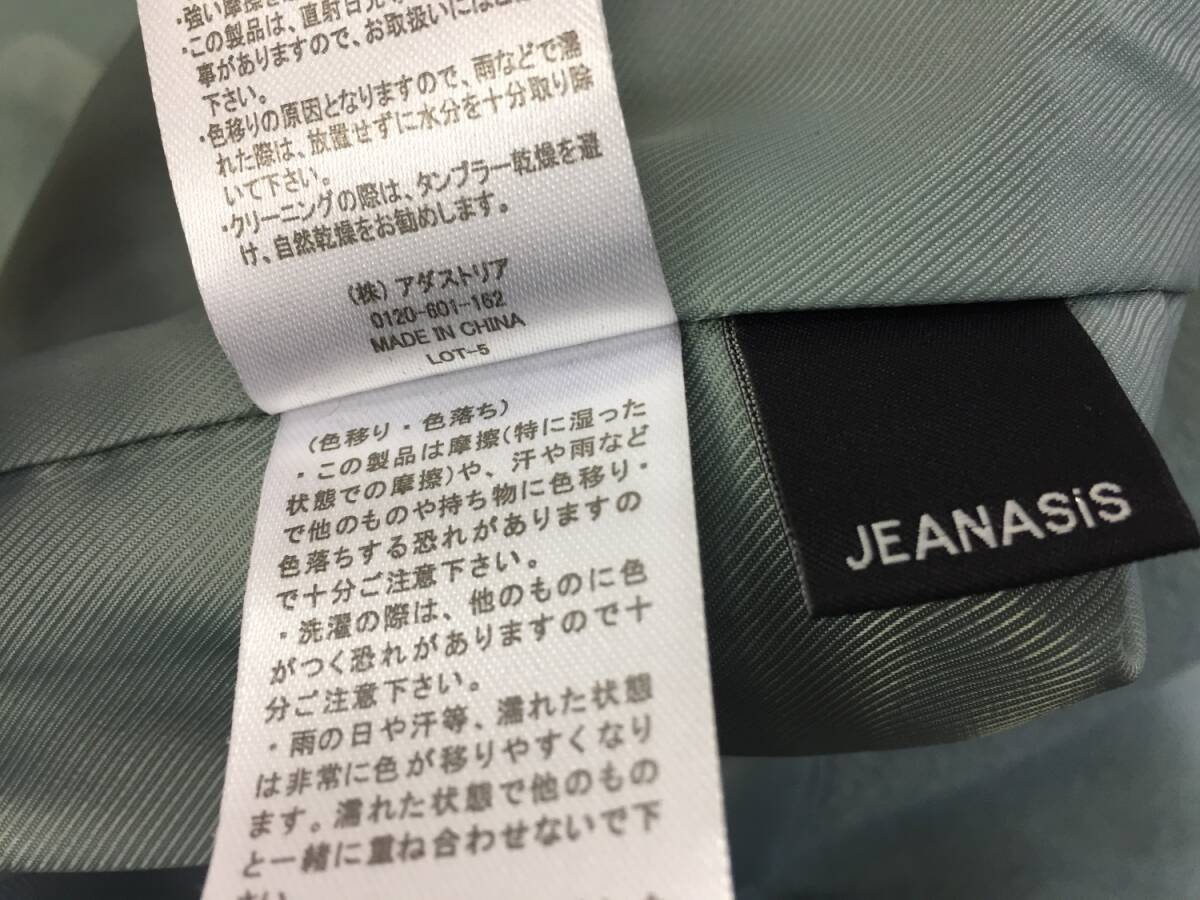 ・強い摩擦を
・この製品は、直射日光
事がありますので、お取扱いには
下さい。
・色移りの原因となりますので、雨などで濡
れた際は、放置せずに水分を十分取り除
いて下さい。
・クリーニングの際は、タンブラー乾燥を避
け、自然乾燥をお勧めします。
(株) アダストリア
0120-601-162
MADE IN CHINA
LOT-5
(色移り・色落ち)
・この製品は摩擦(特に湿った
状態での摩擦)や、汗や雨など
で他のものや持ち物に色移り・
色落ちする恐れがありますの
で十分ご注意下さい。
・洗濯の際は、他のものに色
がつく恐れがありますので十
分ご注意下さい。
・雨の日や汗等、濡れた状態
は非常に色が移りやすくなり
ます。濡れた状態で他のもの
と一緒に重ね合わせないで下
さい。
JEANASiS